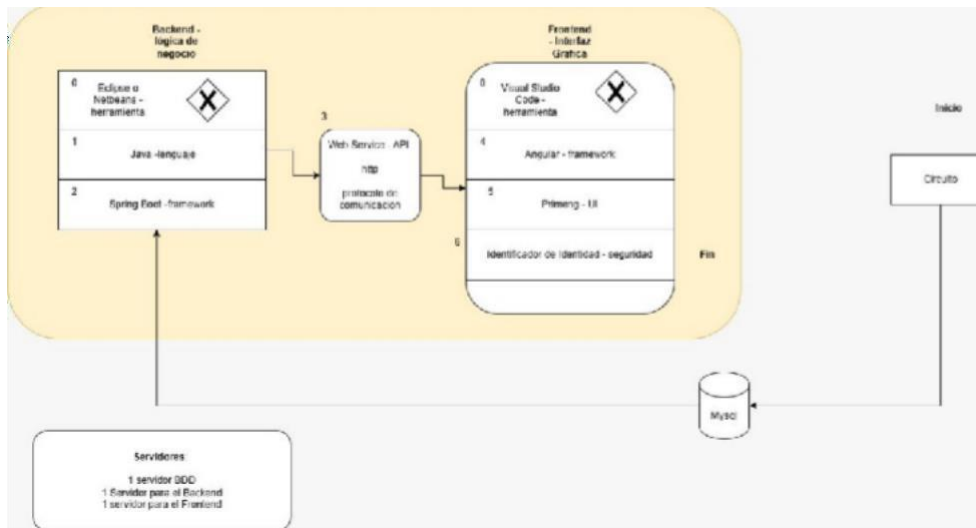 Backend -
lógica de
negocio
0
Eclipse o
Netbeans -
herramienta
1
Java -lenguaje
2
Spring Boot -framework
3
Web Service - API
http
protocolo de
comunicacion
Frontend
- Interfaz
Grafica
0
Visual Studio
Code -
herramienta
4
Angular - framework
5
Primeng - UI
6
Identificador de Identidad - seguridad
Fin
Inicio
Circuito
Mysql
Servidores
1 servidor BDD
1 Servidor para el Backend
1 servidor para el Frontend